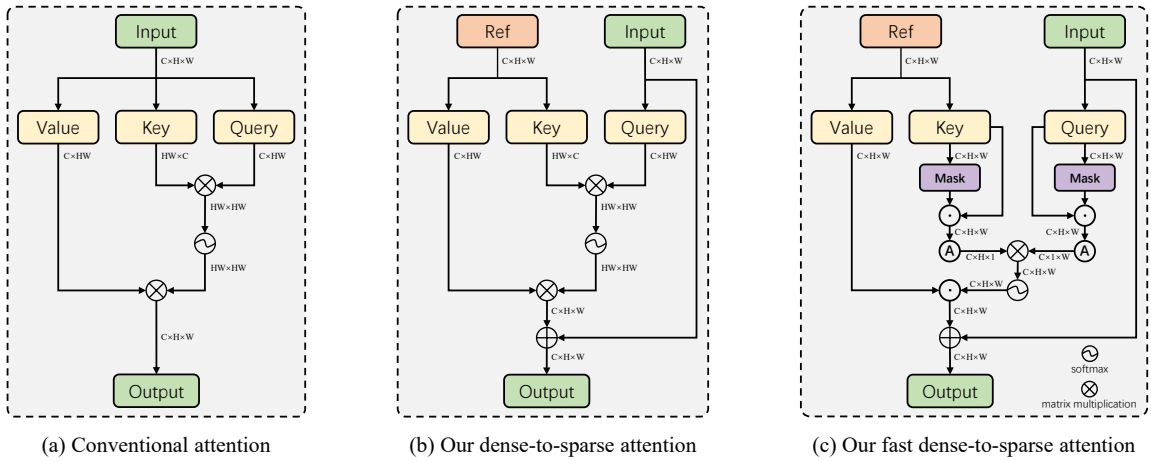 Input
C×H×W
Value Key Query
C×HW HW×C C×HW
HW×HW
HW×HW
C×H×W
Output
(a) Conventional attention
Ref Input
C×H×W C×H×W
Value Key Query
C×HW HW×C C×HW
HW×HW
HW×HW
C×H×W
C×H×W
Output
(b) Our dense-to-sparse attention
Ref Input
C×H×W C×H×W
Value Key Query
C×H×W C×H×W C×H×W
Mask Mask
C×H×W C×H×W
A C×H×1 C×1×W A
C×H×W
C×H×W
C×H×W
C×H×W
Output
softmax
matrix multiplication
(c) Our fast dense-to-sparse attention